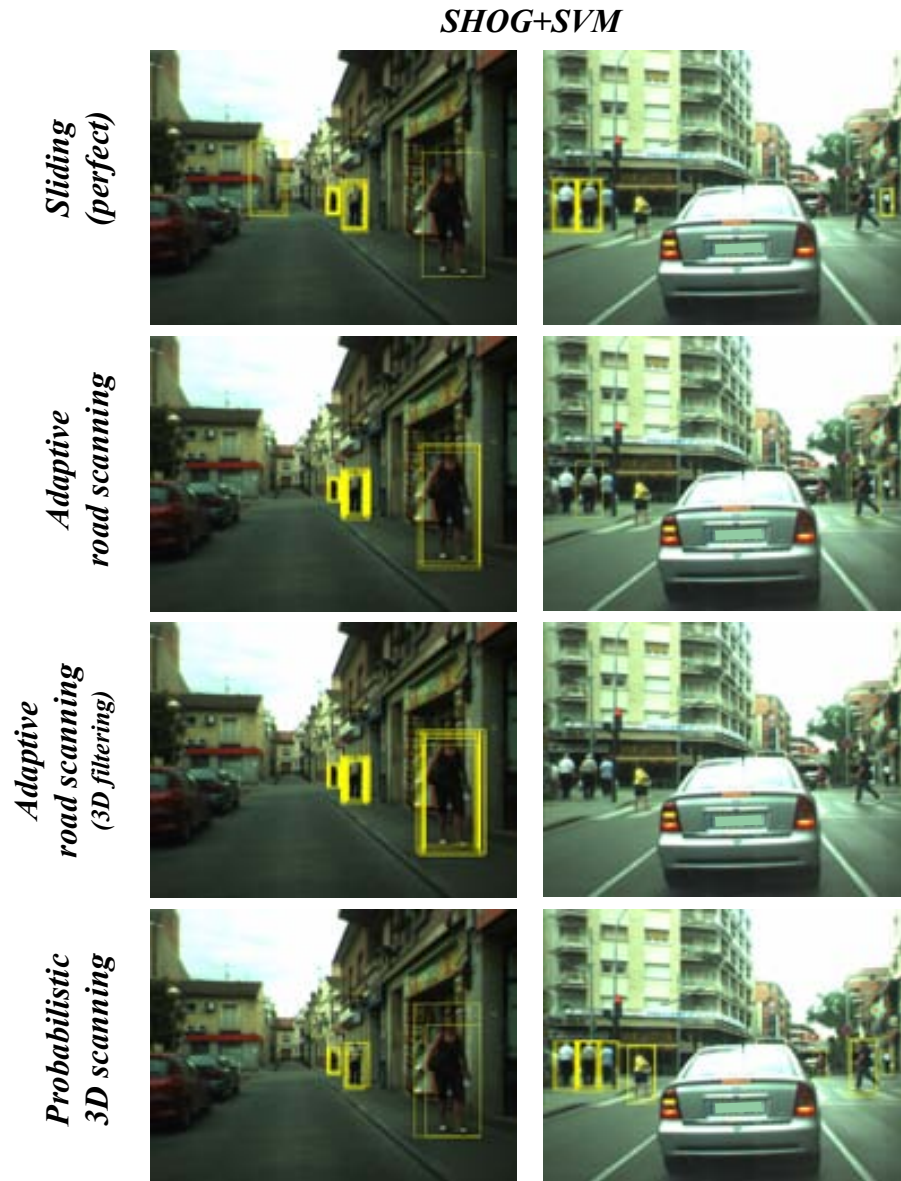 SHOG+SVM
Sliding
(perfect)
Adaptive
road scanning
Adaptive
road scanning
(3D filtering)
Probabilistic
3D scanning